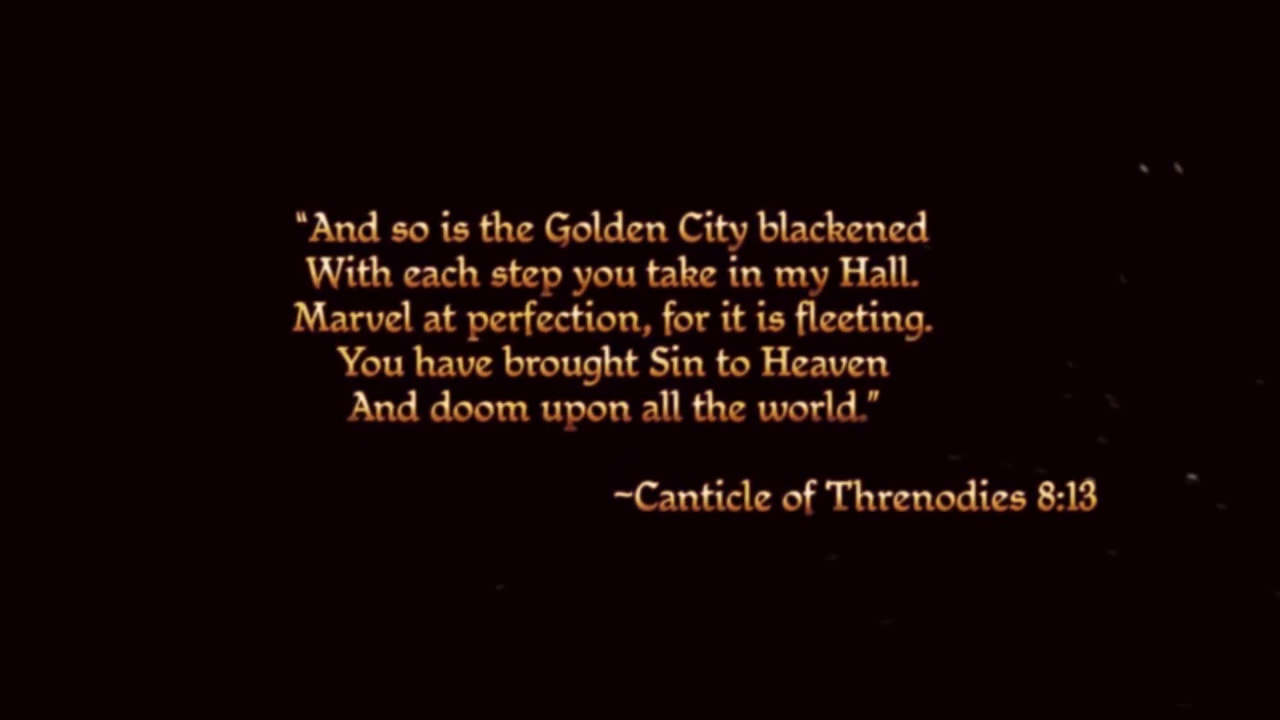 “And so is the Golden City blackened
With each step you take in my Hall.
Marvel at perfection, for it is fleeting.
You have brought Sin to Heaven
And doom upon all the world.”
~Canticle of Threnodies 8:13